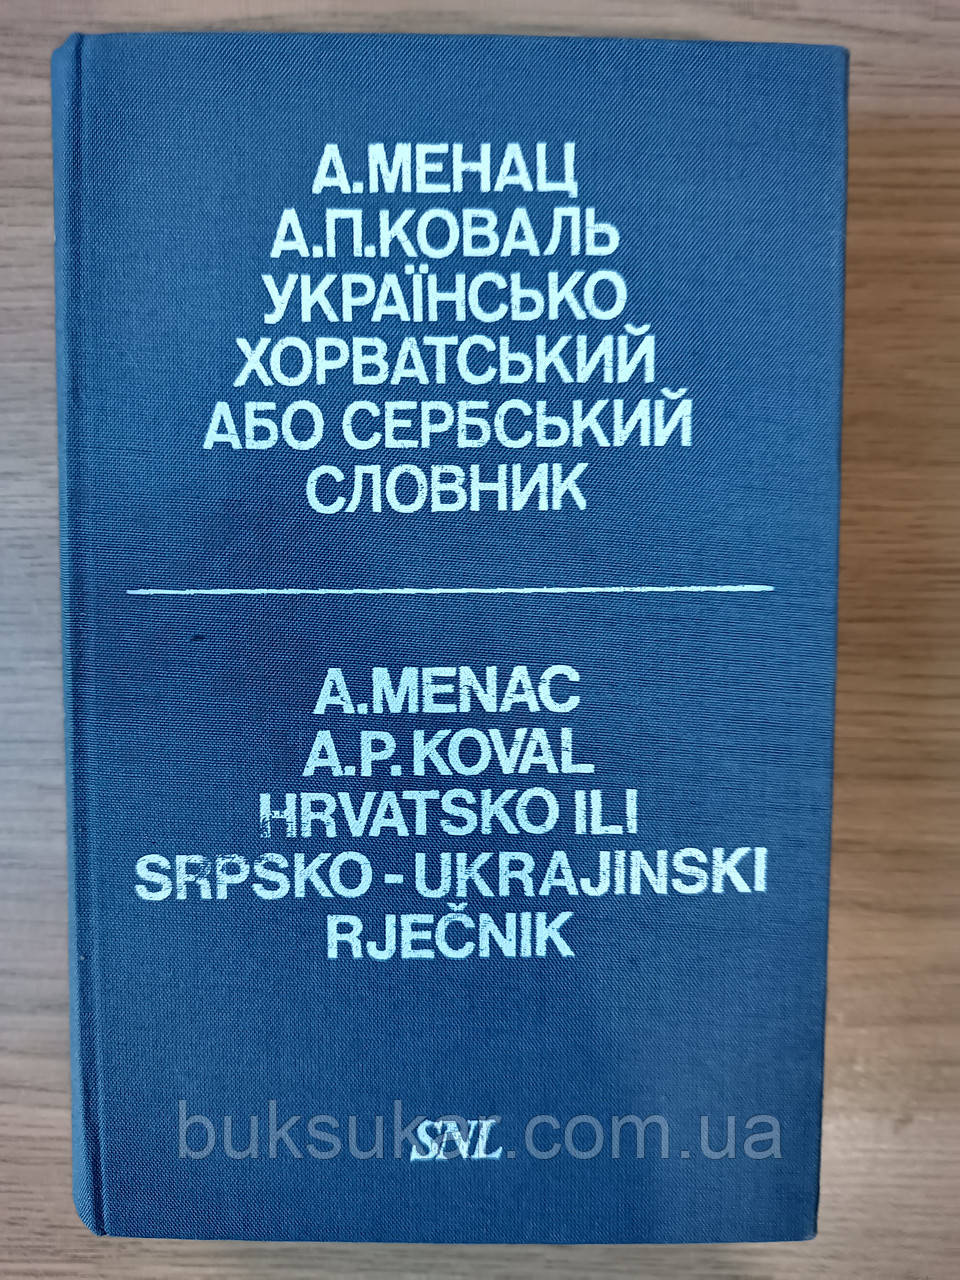 А.МЕНАЦ
А.П.КОВАЛЬ
УКРАЇНСЬКО
ХОРВАТСЬКИЙ
АБО СЕРБСЬКИЙ
СЛОВНИК
A.MENAC
A.P.KOVAL
HRVATSKO ILI
SRPSKO-UKRAJINSKI
RJEČNIK
SNL
buksukar.com.ua